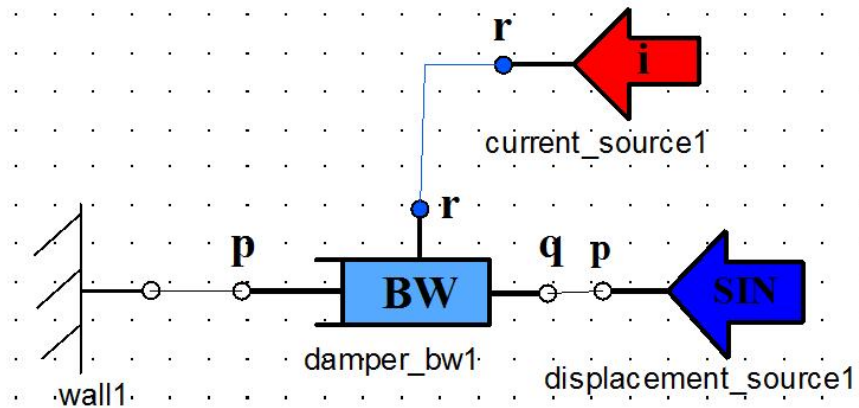 r
i
current_source1
r
p
BW
q p
SIN
damper_bw1
displacement_source1
wall1